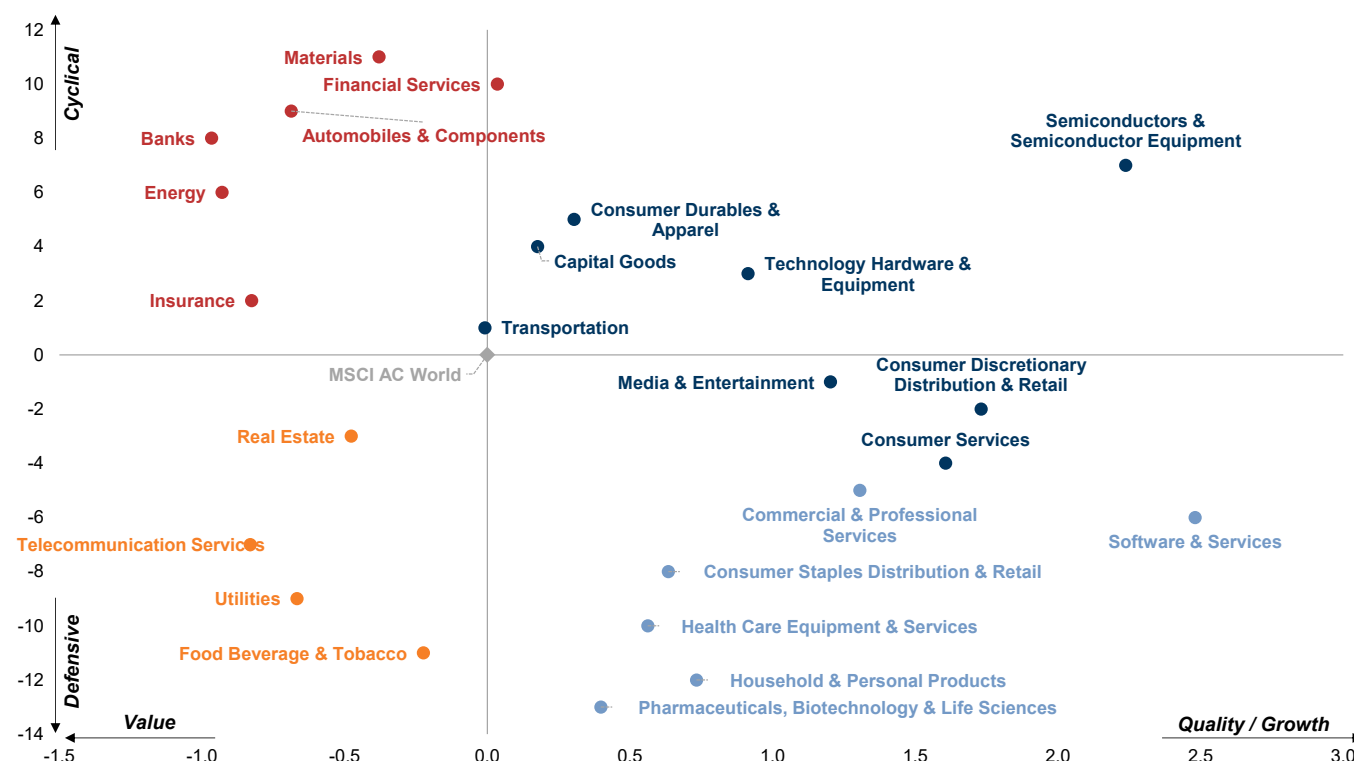 12
10
8
6
4
2
0
-2
-4
-6
-8
-10
-12
-14
Cyclical
Defensive
Materials
Financial Services
Automobiles & Components
Banks
Energy
Insurance
Semiconductors &
Semiconductor Equipment
Consumer Durables &
Apparel
Capital Goods
Technology Hardware &
Equipment
Transportation
MSCI AC World
Media & Entertainment
Consumer Discretionary
Distribution & Retail
Consumer Services
Real Estate
Telecommunication Services
Utilities
Food Beverage & Tobacco
Commercial & Professional
Services
Software & Services
Consumer Staples Distribution & Retail
Health Care Equipment & Services
Household & Personal Products
Pharmaceuticals, Biotechnology & Life Sciences
Value
Quality / Growth
-1.5 -1.0 -0.5 0.0 0.5 1.0 1.5 2.0 2.5 3.0